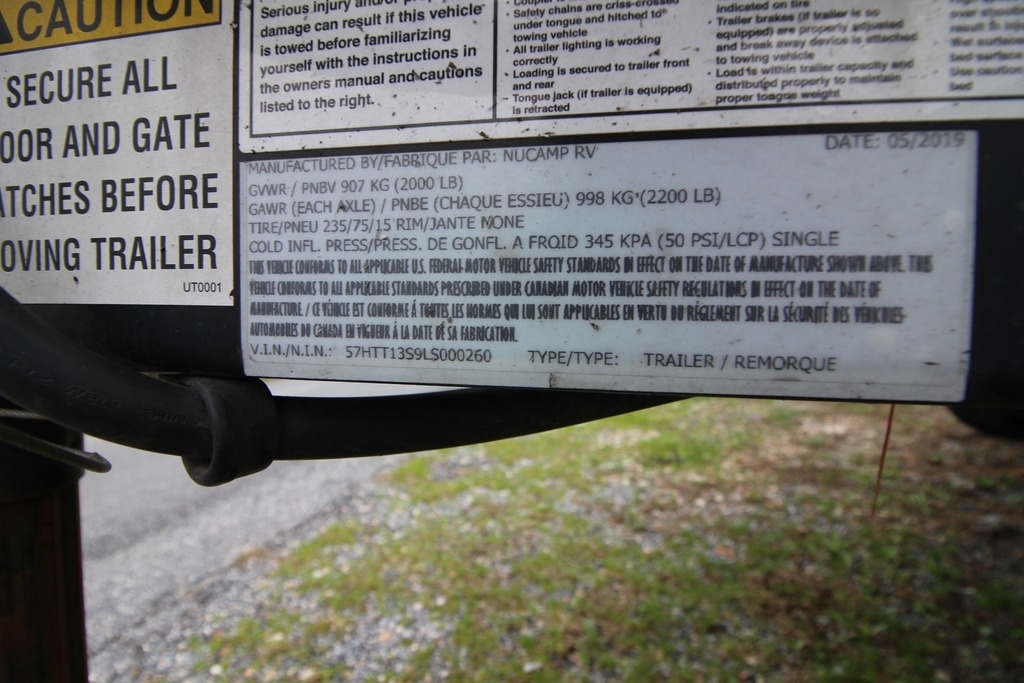 CAUTION
SECURE ALL
OOR AND GATE
ATCHES BEFORE
OVING TRAILER
UT0001
Serious injury and/or
damage can result if this vehicle
is towed before familiarizing
yourself with the instructions in
the owners manual and cautions
listed to the right.
· Safety chains are criss-crossed
under tongue and hitched to
towing vehicle
· All trailer lighting is working
correctly
· Loading is secured to trailer front
and rear
· Tongue jack (if trailer is equipped)
is retracted
indicated on tire
· Trailer brakes (if trailer is so
equipped) are properly adjusted
and break away device is attached
to towing vehicle
· Loads within trailer capacity and
distributed properly to maintain
proper tongue weight
MANUFACTURED BY/FABRIQUE PAR: NUCAMP RV DATE: 05/2019
GVWR / PNBV 907 KG (2000 LB)
GAWR (EACH AXLE) / PNBE (CHAQUE ESSIEU) 998 KG (2200 LB)
TIRE/PNEU 235/75/15 RIM/JANTE NONE
COLD INFL. PRESS/PRESS. DE GONFL. A FROID 345 KPA (50 PSI/LCP) SINGLE
THIS VEHICLE CONFORMS TO ALL APPLICABLE U.S. FEDERAL MOTOR VEHICLE SAFETY STANDARDS IN EFFECT ON THE DATE OF MANUFACTURE SHOWN ABOVE. THIS
VEHICLE CONFORMS TO ALL APPLICABLE STANDARDS PRESCRIBED UNDER CANADIAN MOTOR VEHICLE SAFETY REGULATIONS IN EFFECT ON THE DATE OF
MANUFACTURE / CE VÉHICULE EST CONFORME À TOUTES LES NORMES QUI LUI SONT APPLICABLES EN VERTU DU RÉGLEMENT SUR LA SÉCURITÉ DES VEHICULES
AUTOMOBILES DU CANADA EN VIGUEUR À LA DATE DE SA FABRICATION.
V.I.N./N.I.N.: 57HTT13S9LS000260 TYPE/TYPE: TRAILER / REMORQUE